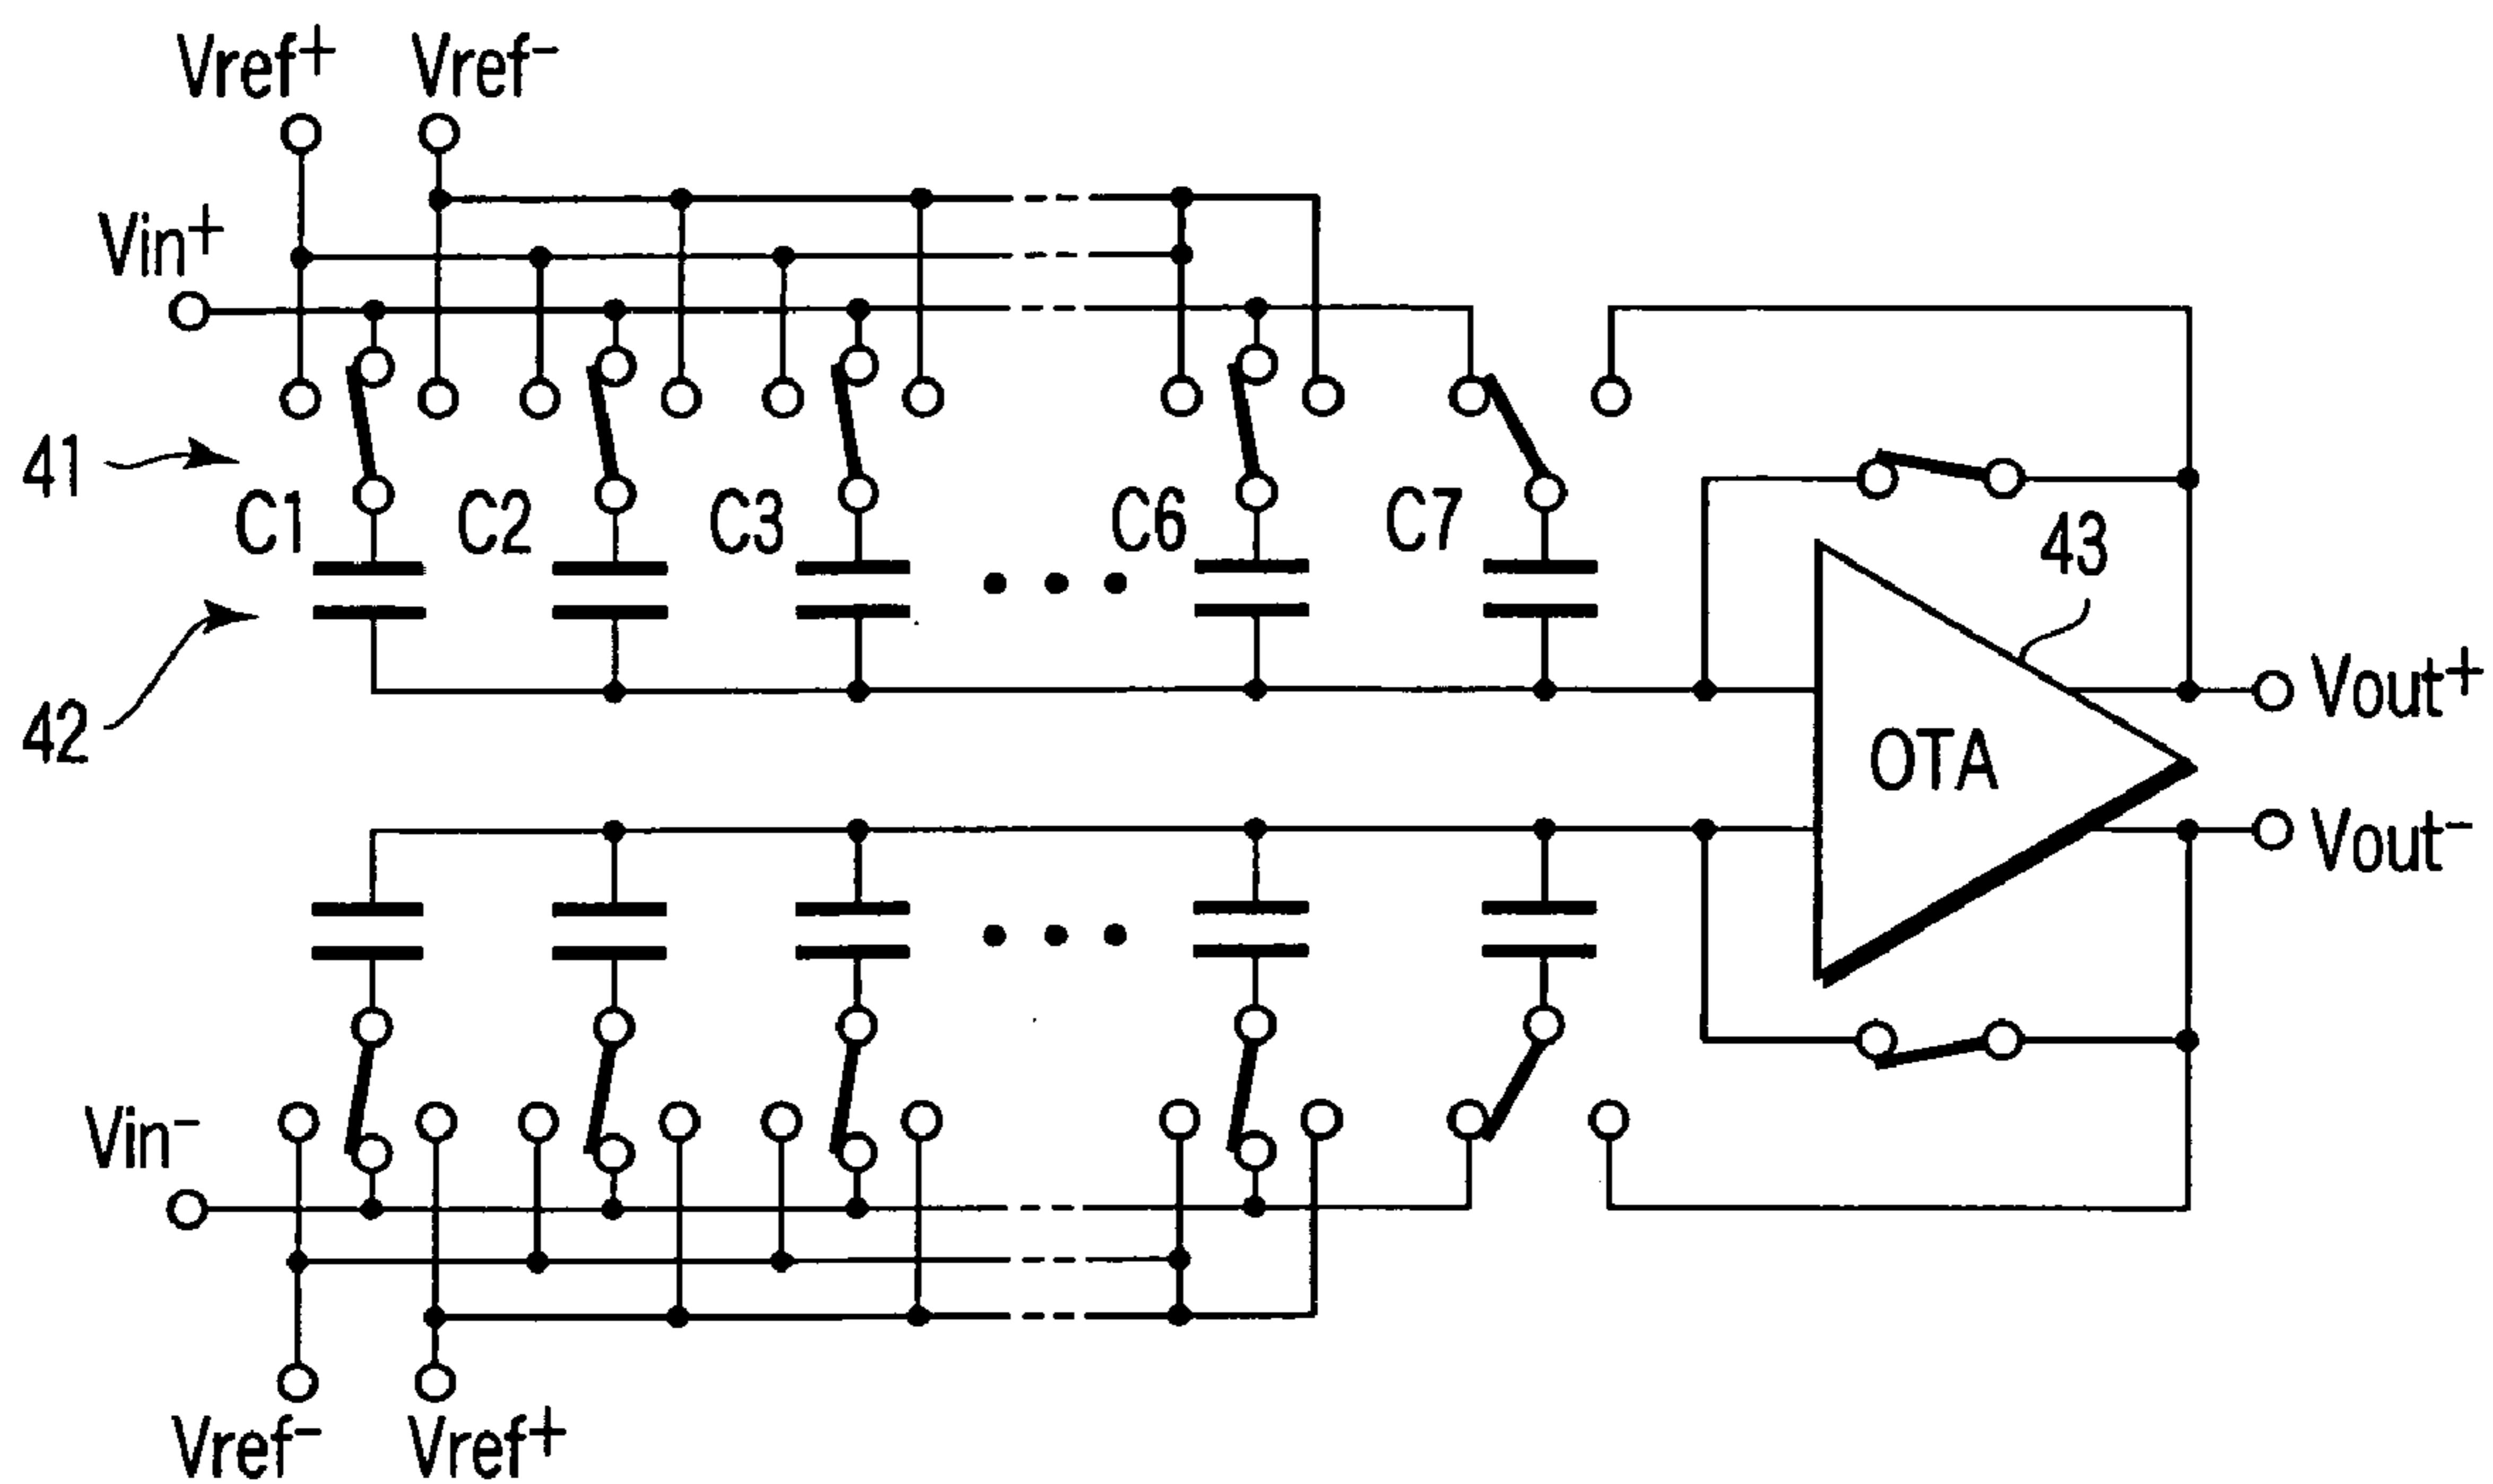 Vref+ Vref-
Vin+
41
C1 C2 C3 C6 C7
43
42
OTA
Vout+
Vout-
Vin-
Vref- Vref+